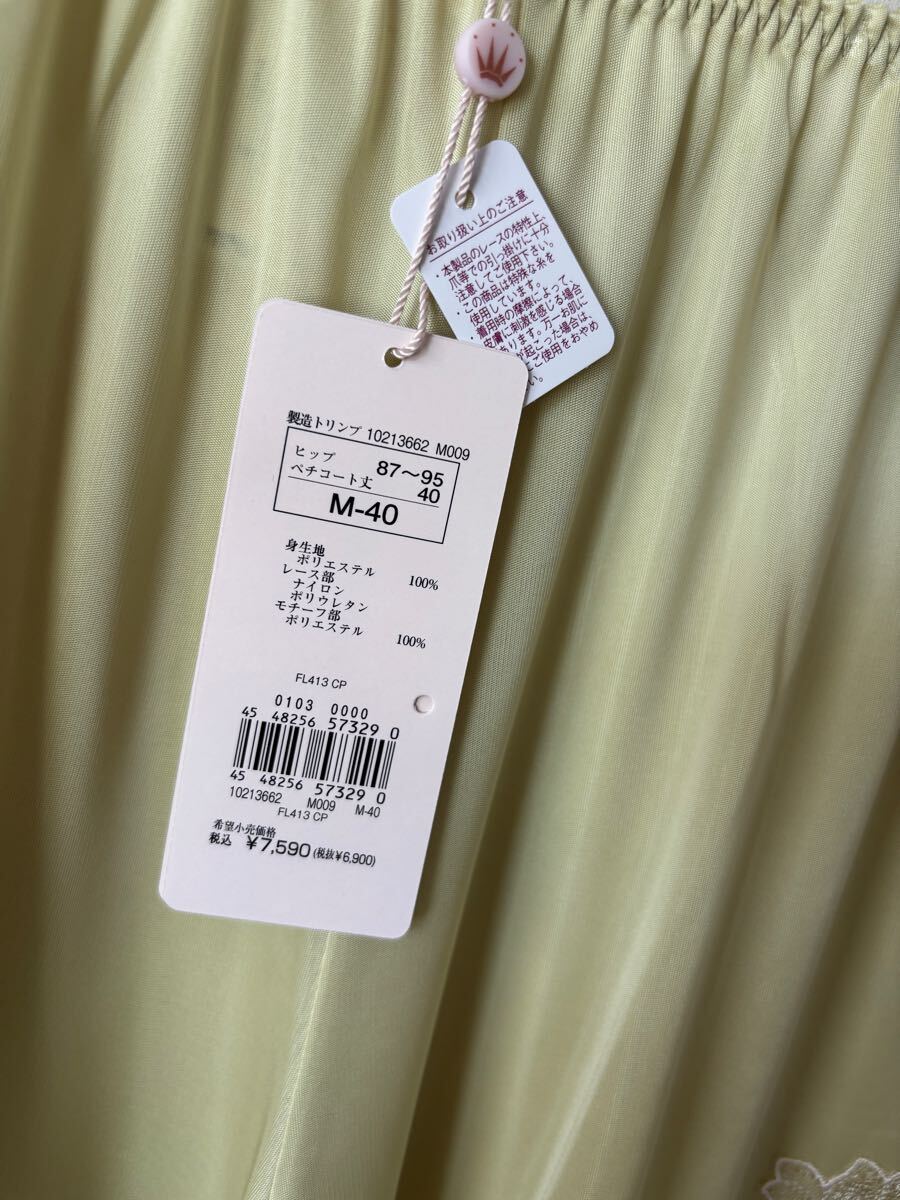 お取り扱い上のご注意
・本製品のレースの特性上、
爪等での引っ掛けに十分
注意してご使用下さい。
・この商品は特殊な糸を
使用しています。
・着用時の摩擦によって、
皮膚に刺激を感じる場合
あります。万一お肌に
が起こった場合は、
ご使用をおやめ
い。
製造トリンプ 10213662 M009
ヒップ 87～95
ペチコート丈 40
M-40
身生地
ポリエステル 100%
レース部
ナイロン
ポリウレタン
モチーフ部
ポリエステル 100%
FL413 CP
0103 0000
45 48256 57329 0
45 48256 57329 0
10213662 M009 M-40
FL413 CP
希望小売価格
税込 ¥7,590 (税抜¥6,900)